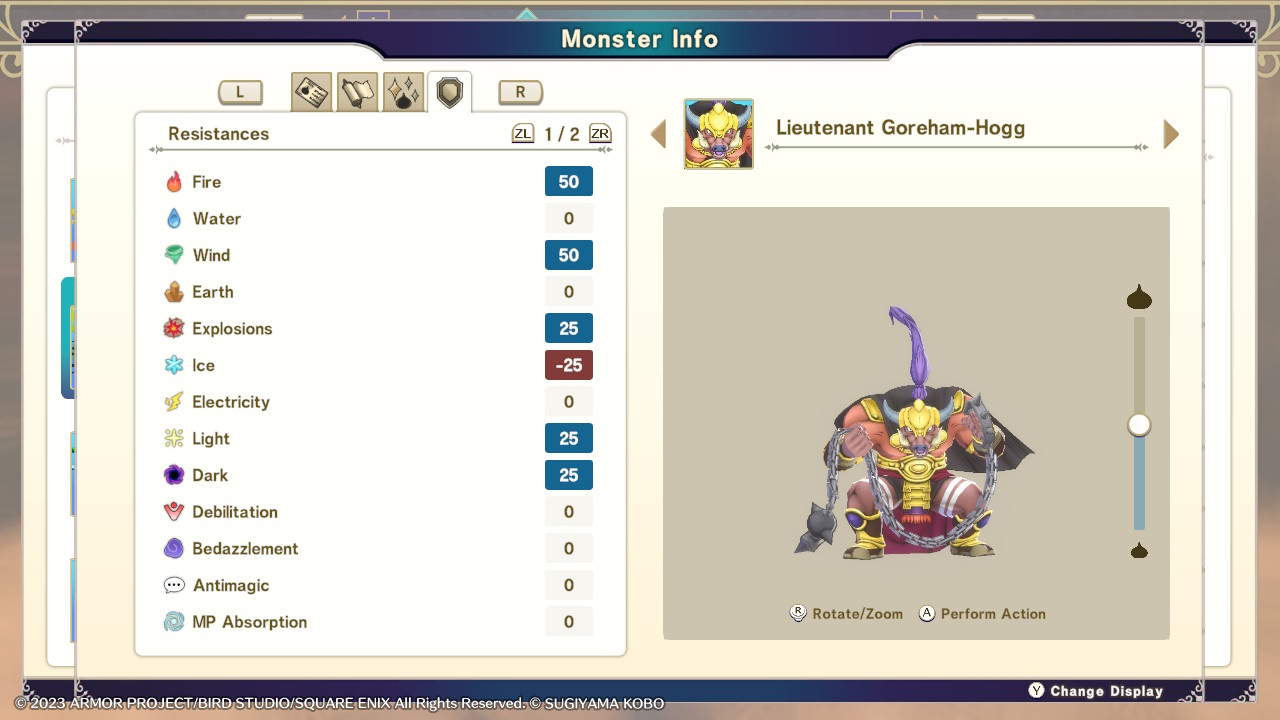 Monster Info
L
R
Resistances ZL 1 / 2 ZR
Fire 50
Water 0
Wind 50
Earth 0
Explosions 25
Ice -25
Electricity 0
Light 25
Dark 25
Debilitation 0
Bedazzlement 0
Antimagic 0
MP Absorption 0
Lieutenant Goreham-Hogg
R Rotate/Zoom A Perform Action
Y Change Display
© 2023 ARMOR PROJECT/BIRD STUDIO/SQUARE ENIX All Rights Reserved. © SUGIYAMA KOBO